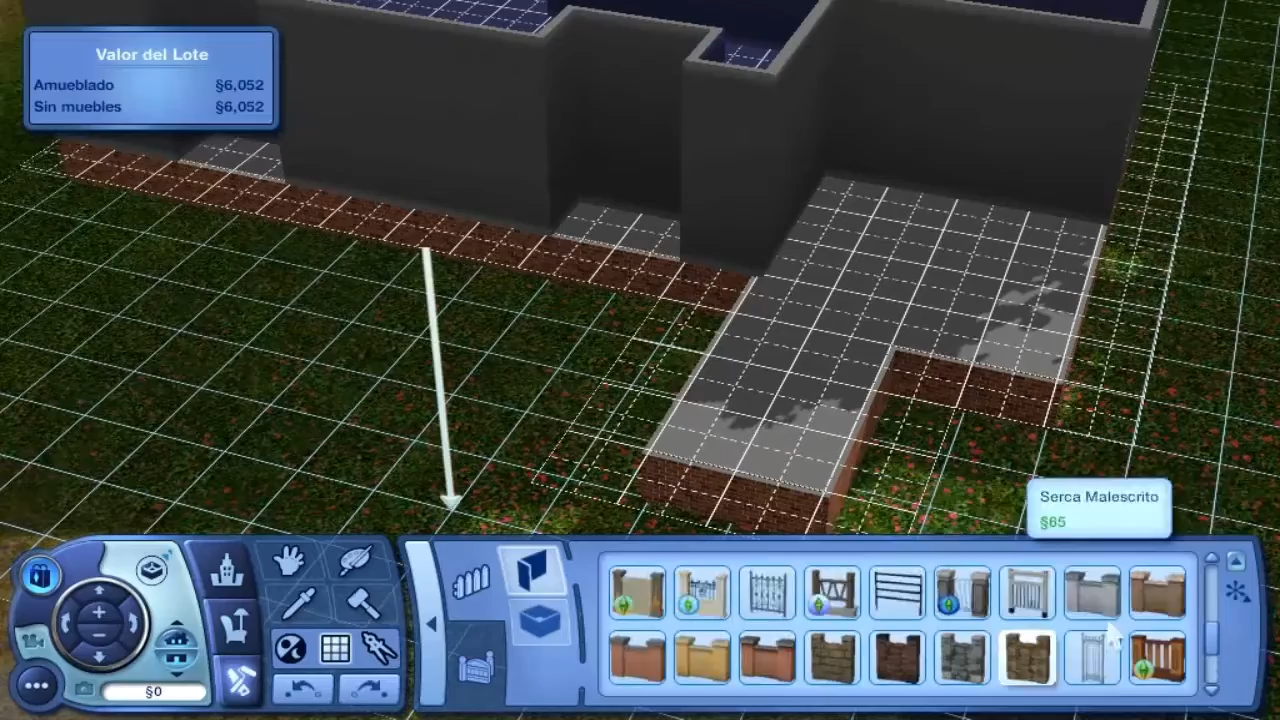 Valor del Lote
Amueblado §6,052
Sin muebles §6,052
Serca Malescrito
§65
§0